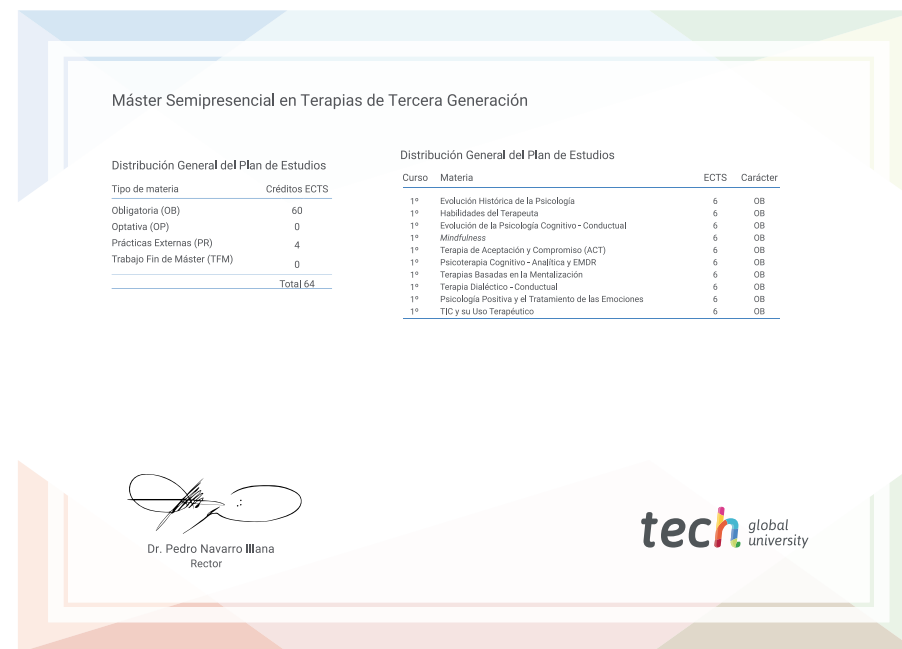 Máster Semipresencial en Terapias de Tercera Generación
Distribución General del Plan de Estudios
Tipo de materia Créditos ECTS
Obligatoria (OB) 60
Optativa (OP) 0
Prácticas Externas (PR) 4
Trabajo Fin de Máster (TFM) 0
Total 64
Distribución General del Plan de Estudios
Curso Materia ECTS Carácter
1º Evolución Histórica de la Psicología 6 OB
1º Habilidades del Terapeuta 6 OB
1º Evolución de la Psicología Cognitivo - Conductual 6 OB
1º Mindfulness 6 OB
1º Terapia de Aceptación y Compromiso (ACT) 6 OB
1º Psicoterapia Cognitivo - Analítica y EMDR 6 OB
1º Terapias Basadas en la Mentalización 6 OB
1º Terapia Dialéctico - Conductual 6 OB
1º Psicología Positiva y el Tratamiento de las Emociones 6 OB
1º TIC y su Uso Terapéutico 6 OB
Dr. Pedro Navarro Illana
Rector
tech global
university